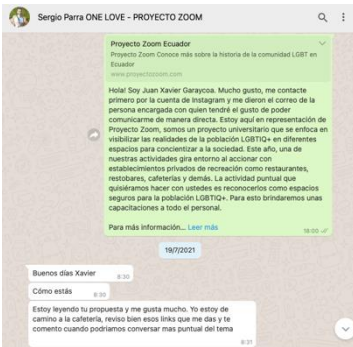 Sergio Parra ONE LOVE - PROYECTO ZOOM
Proyecto Zoom Ecuador
Proyecto Zoom Conoce más sobre la historia de la comunidad LGBT en
Ecuador
www.proyectozoom.com
Hola! Soy Juan Xavier Garaycoa. Mucho gusto, me contacte
primero por la cuenta de Instagram y me dieron el correo de la
persona encargada con quien tendré el gusto de poder
comunicarme de manera directa. Estoy aquí en representación de
Proyecto Zoom, somos un proyecto universitario que se enfoca en
visibilizar las realidades de la población LGBTIQ+ en diferentes
espacios para concientizar a la sociedad. Este año, una de
nuestras actividades gira entorno al accionar con
establecimientos privados de recreación como restaurantes,
restobares, cafeterías y demás. La actividad puntual que
quisiéramos hacer con ustedes es reconocerlos como espacios
seguros para la población LGBTIQ+. Para esto brindaremos unas
capacitaciones a todo el personal.
Para más información... Leer más
18:00
19/7/2021
Buenos días Xavier
8:30
Cómo estás
8:30
Estoy leyendo tu propuesta y me gusta mucho. Yo estoy de
camino a la cafetería, reviso bien esos links que me das y te
comento cuando podríamos conversar mas puntual del tema
8:31